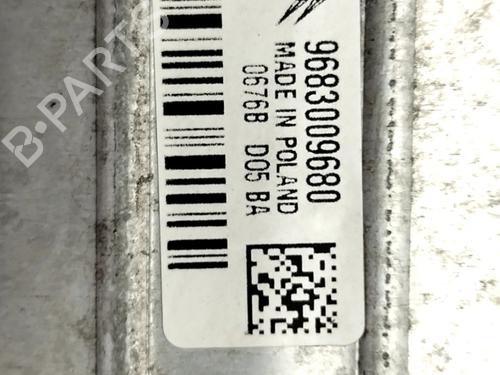 9683009680
MADE IN POLAND
0676B D05 BA
B-PARTS